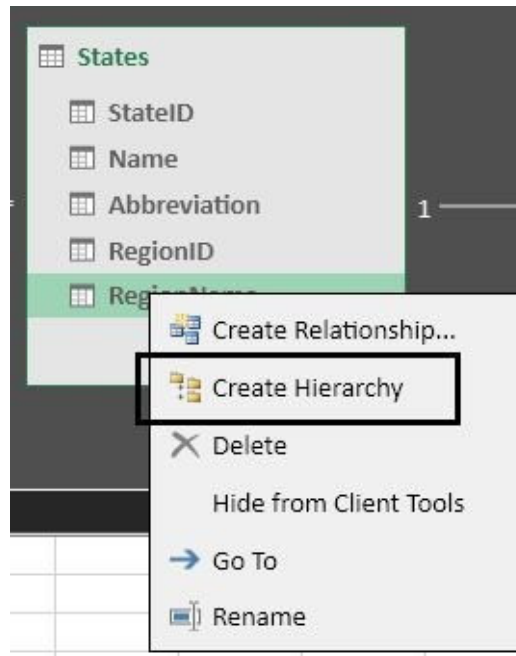 States
StateID
Name
Abbreviation
1
RegionID
Create Relationship...
Create Hierarchy
Delete
Hide from Client Tools
Go To
Rename